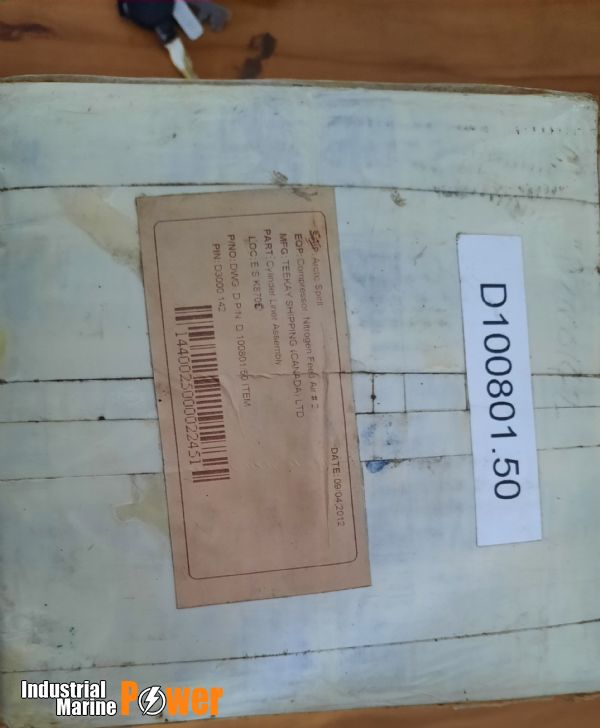 Arctic Spirit
EQP: Compressor, Nitrogen Feed Air # 2
MFG: TEEKAY SHIPPING (CANADA) LTD
PART: Cylinder Liner Assembly
LOC: E S K870
P/NO: DWG: D P/N: D 100801.50 ITEM
P/N: D3000.142
DATE: 09/04/2012
1440025000022451
D100801.50
Industrial
Marine Power